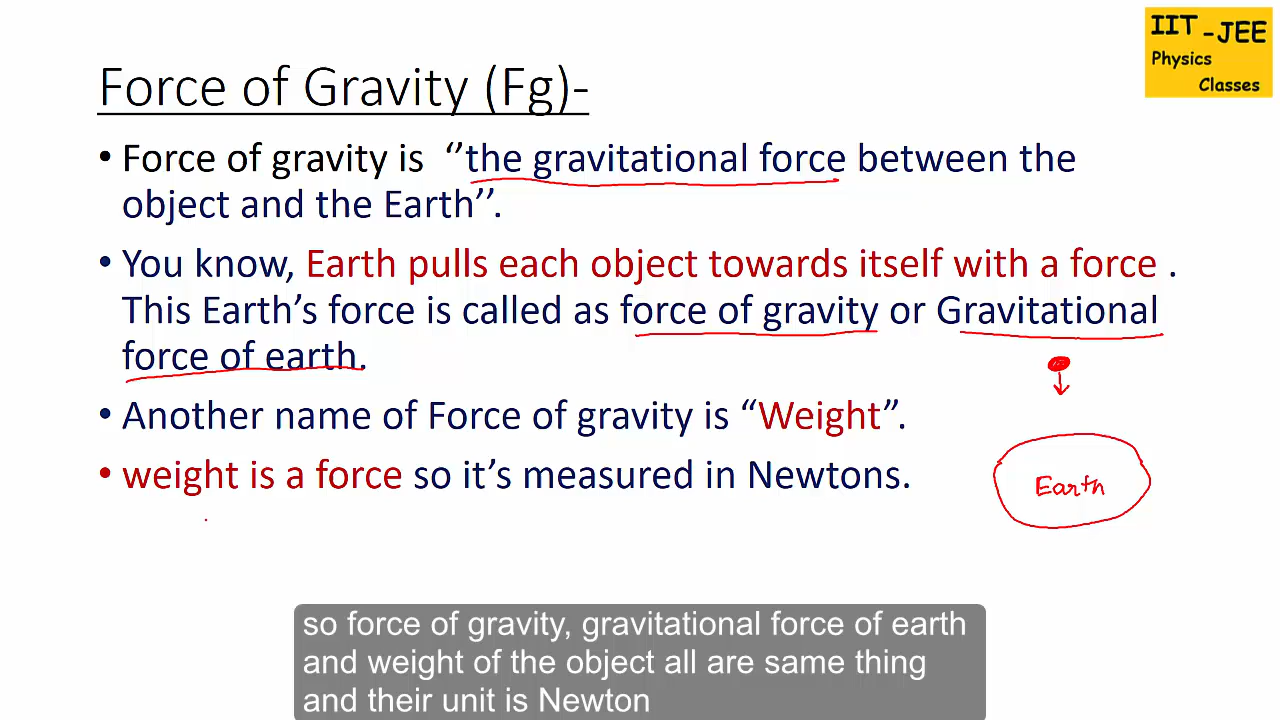 IIT -JEE
Physics
Classes
Force of Gravity (Fg)-
• Force of gravity is ‘’the gravitational force between the
object and the Earth’’.
• You know, Earth pulls each object towards itself with a force .
This Earth’s force is called as force of gravity or Gravitational
force of earth.
• Another name of Force of gravity is “Weight”.
• weight is a force so it’s measured in Newtons.
Earth
so force of gravity, gravitational force of earth
and weight of the object all are same thing
and their unit is Newton